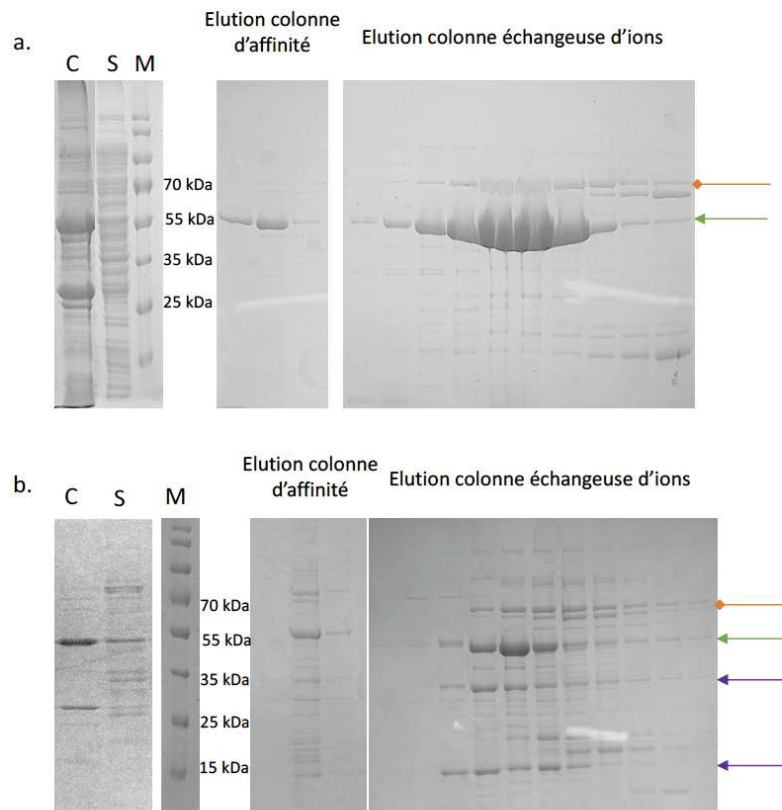 a.
Elution colonne
d'affinité
Elution colonne échangeuse d'ions
C S M
70 kDa
55 kDa
35 kDa
25 kDa
b.
Elution colonne
d'affinité
Elution colonne échangeuse d'ions
C S M
70 kDa
55 kDa
35 kDa
25 kDa
15 kDa